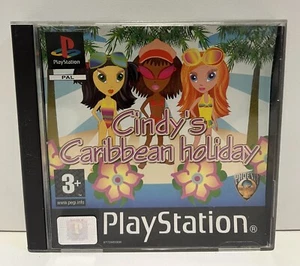 PlayStation
PAL
Cindy's
Caribbean holiday
3+
www.pegi.info
PlayStation®